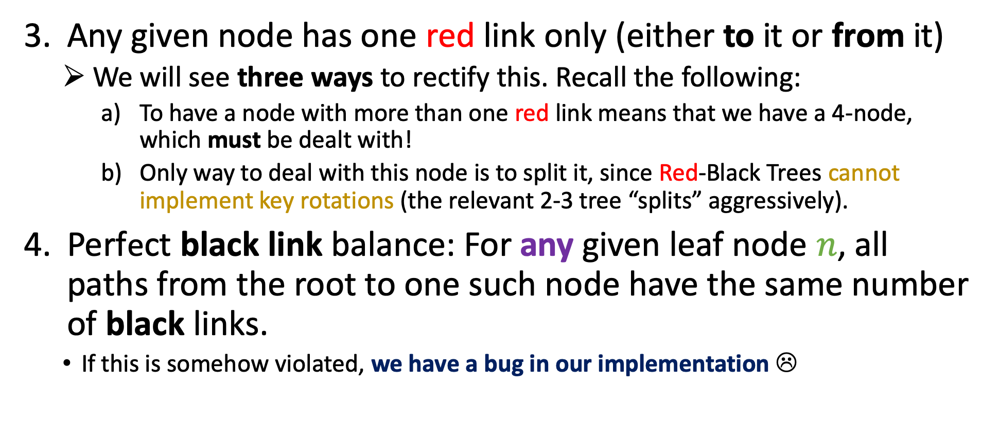 3. Any given node has one red link only (either to it or from it)
➢ We will see three ways to rectify this. Recall the following:
a) To have a node with more than one red link means that we have a 4-node,
which must be dealt with!
b) Only way to deal with this node is to split it, since Red-Black Trees cannot
implement key rotations (the relevant 2-3 tree “splits” aggressively).
4. Perfect black link balance: For any given leaf node n, all
paths from the root to one such node have the same number
of black links.
• If this is somehow violated, we have a bug in our implementation ☹